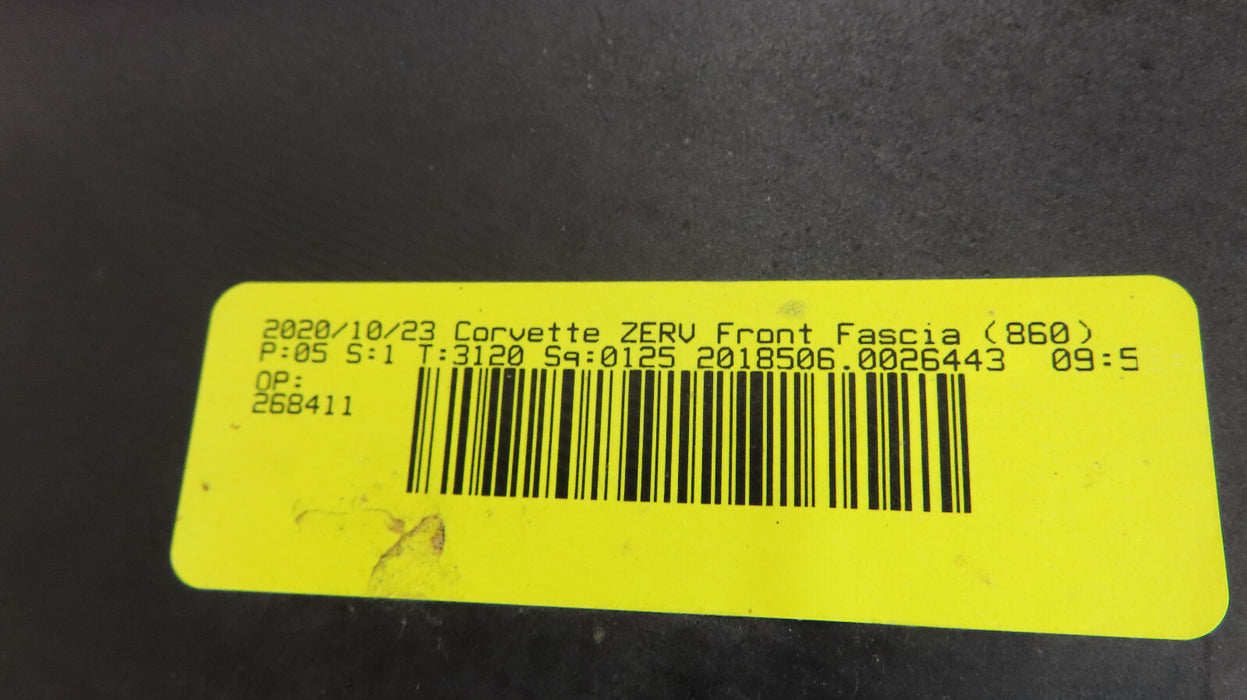 2020/10/23 Corvette ZERV Front Fascia (860)
P:05 S:1 T:3120 Sq:0125 2018506.0026443 09:5
OP:
268411